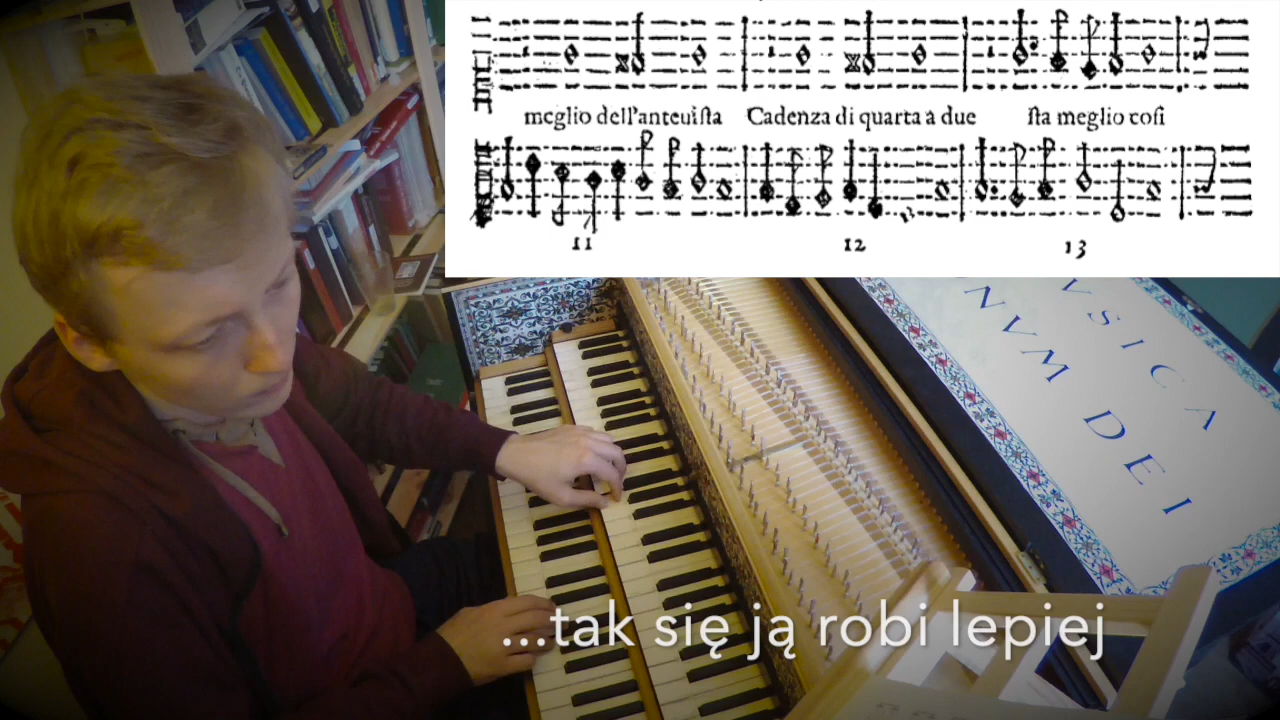 meglio dell'anteuiſta Cadenza di quarta à due ſta meglio coſi
11 12 13
VSICA
NVM DEI
...tak się ją robi lepiej